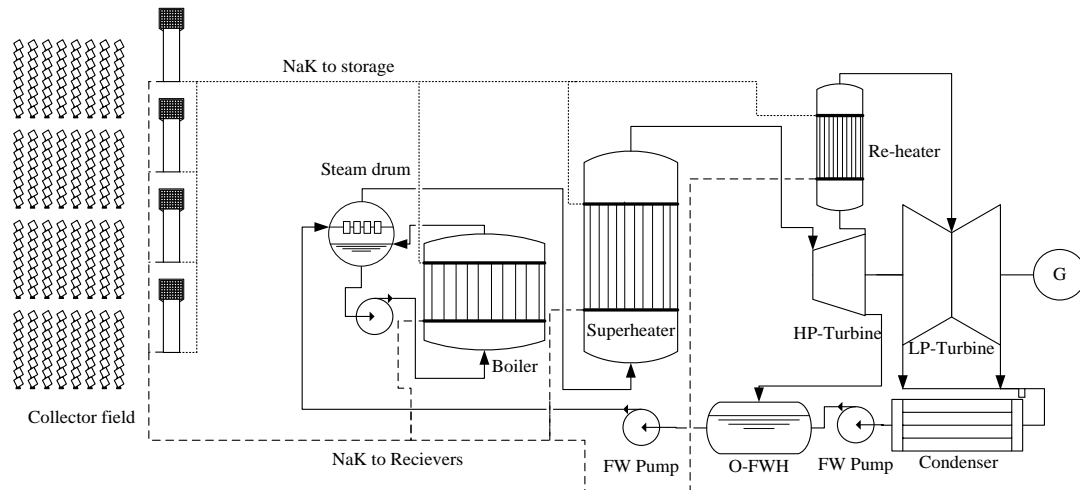 NaK to storage
Re-heater
Steam drum
G
Superheater
HP-Turbine
LP-Turbine
Boiler
Collector field
NaK to Recievers
FW Pump
O-FWH
FW Pump
Condenser